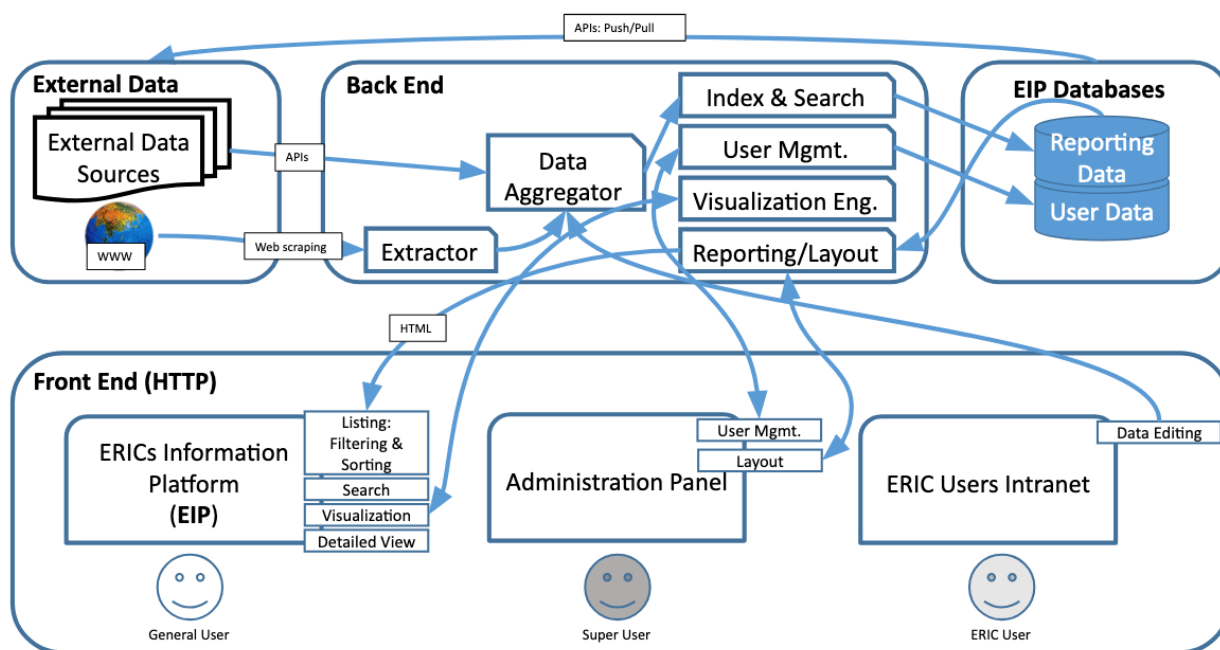 APIs: Push/Pull
External Data
External Data
Sources
WWW
APIs
Web scraping
Back End
Data
Aggregator
Extractor
Index & Search
User Mgmt.
Visualization Eng.
Reporting/Layout
EIP Databases
Reporting
Data
User Data
HTML
Front End (HTTP)
ERICs Information
Platform
(EIP)
Listing:
Filtering &
Sorting
Search
Visualization
Detailed View
General User
Administration Panel
User Mgmt.
Layout
Super User
ERIC Users Intranet
Data Editing
ERIC User